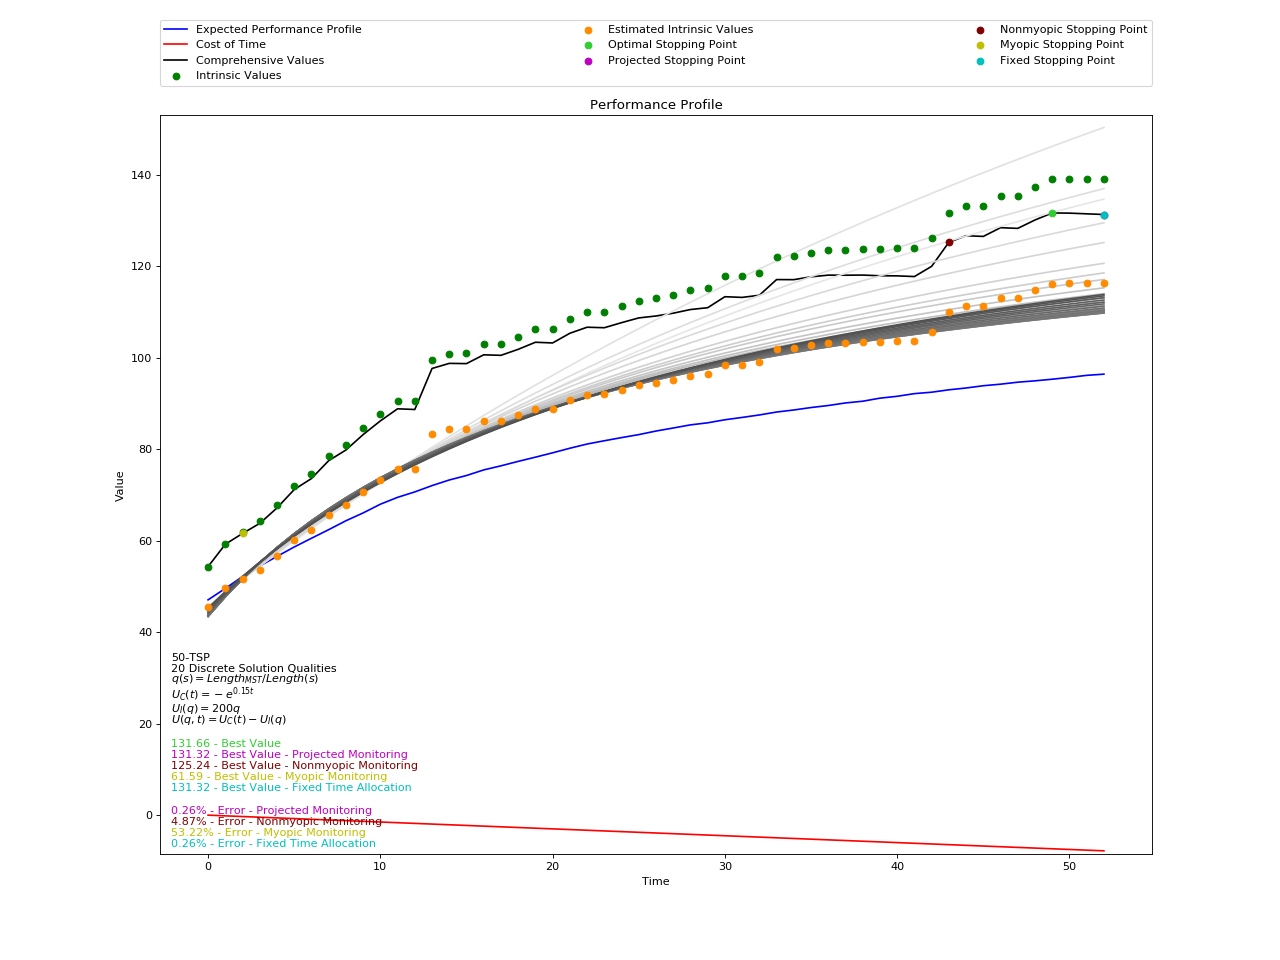 Expected Performance Profile
Cost of Time
Comprehensive Values
Intrinsic Values
Estimated Intrinsic Values
Optimal Stopping Point
Projected Stopping Point
Nonmyopic Stopping Point
Myopic Stopping Point
Fixed Stopping Point
Performance Profile
Value
140
120
100
80
60
40
20
0
50-TSP
20 Discrete Solution Qualities
q(s) = Length_{MST}/Length(s)
U_C(t) = −e^{0.15t}
U_I(q) = 200q
U(q, t) = U_C(t) − U_I(q)
131.66 - Best Value
131.32 - Best Value - Projected Monitoring
125.24 - Best Value - Nonmyopic Monitoring
61.59 - Best Value - Myopic Monitoring
131.32 - Best Value - Fixed Time Allocation
0.26% - Error - Projected Monitoring
4.87% - Error - Nonmyopic Monitoring
53.22% - Error - Myopic Monitoring
0.26% - Error - Fixed Time Allocation
0 10 20 30 40 50
Time